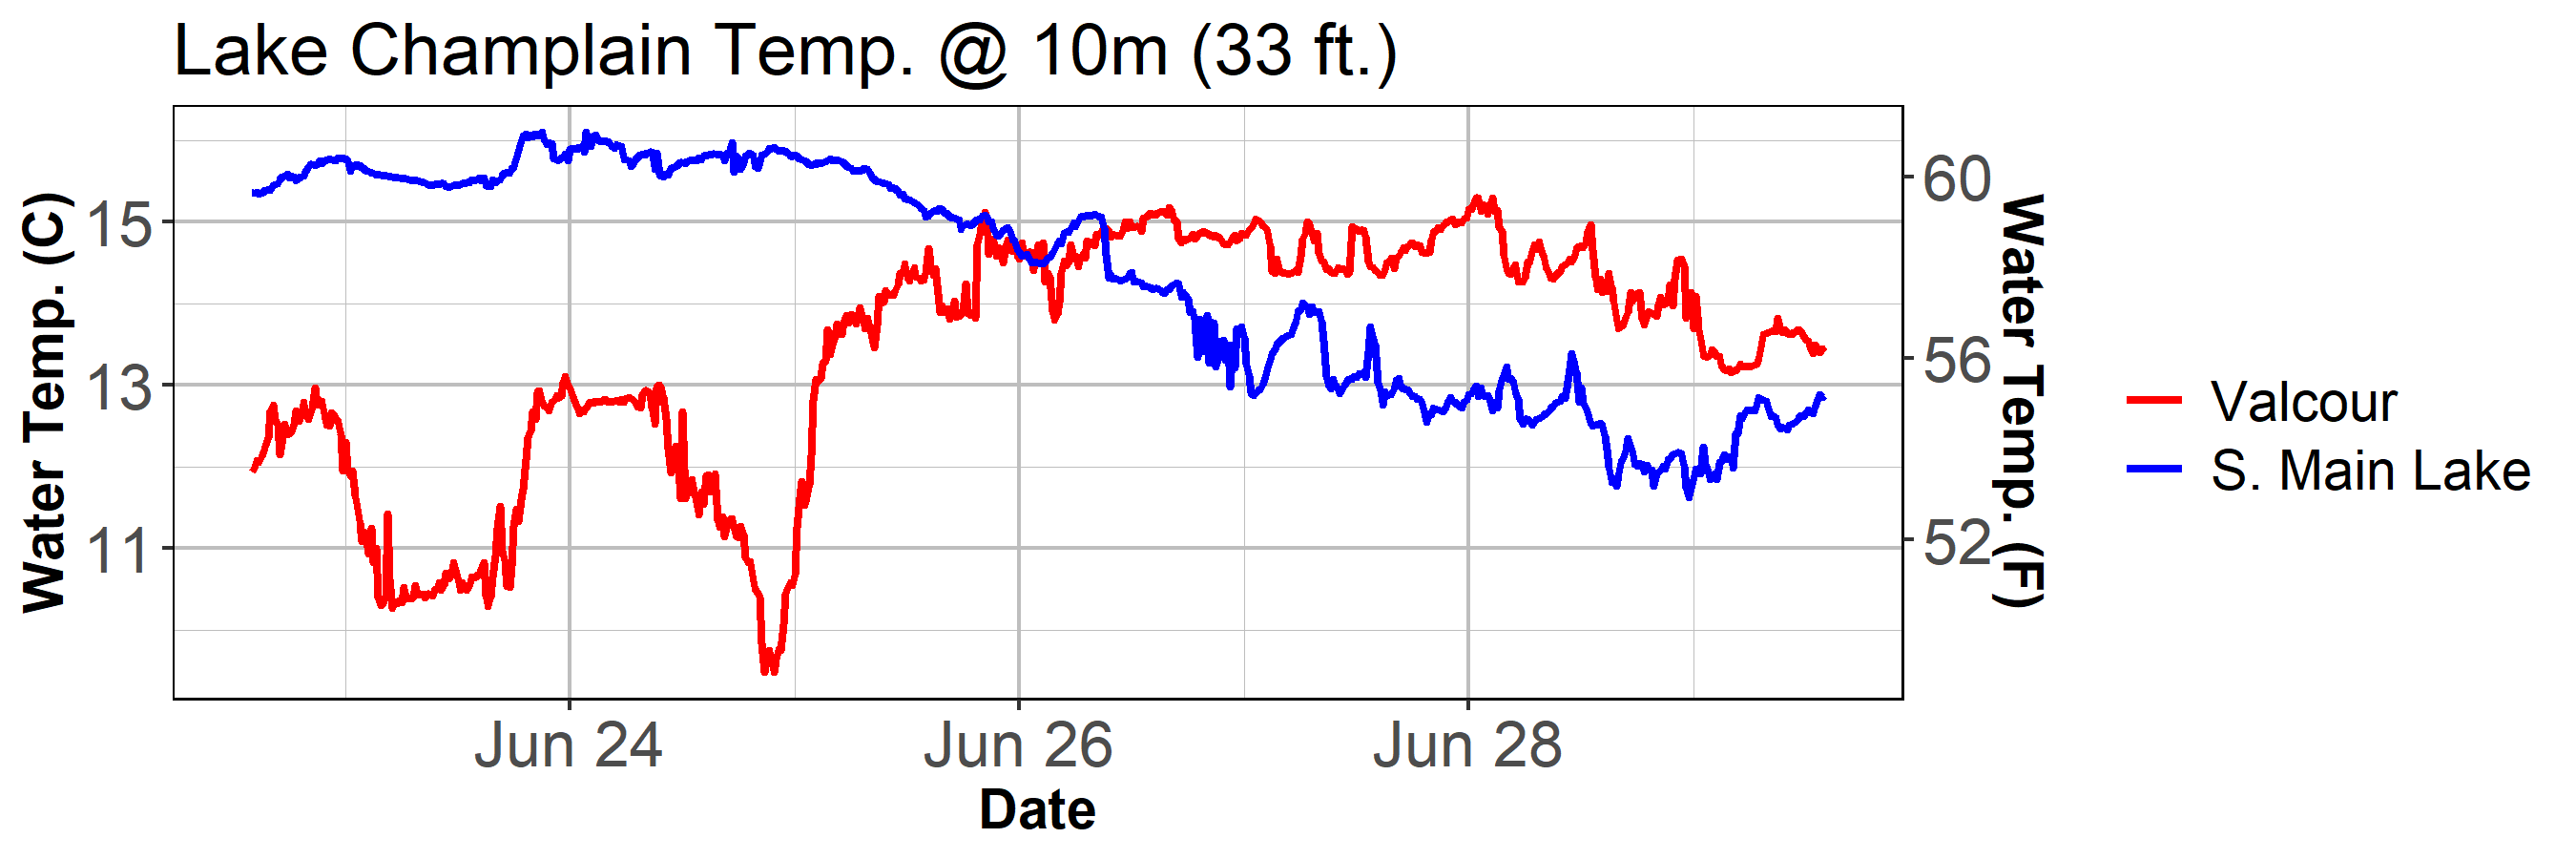 Lake Champlain Temp. @ 10m (33 ft.)
Water Temp. (C)
15
13
11
60
56
52
Water Temp. (F)
Jun 24
Jun 26
Jun 28
Date
Valcour
S. Main Lake